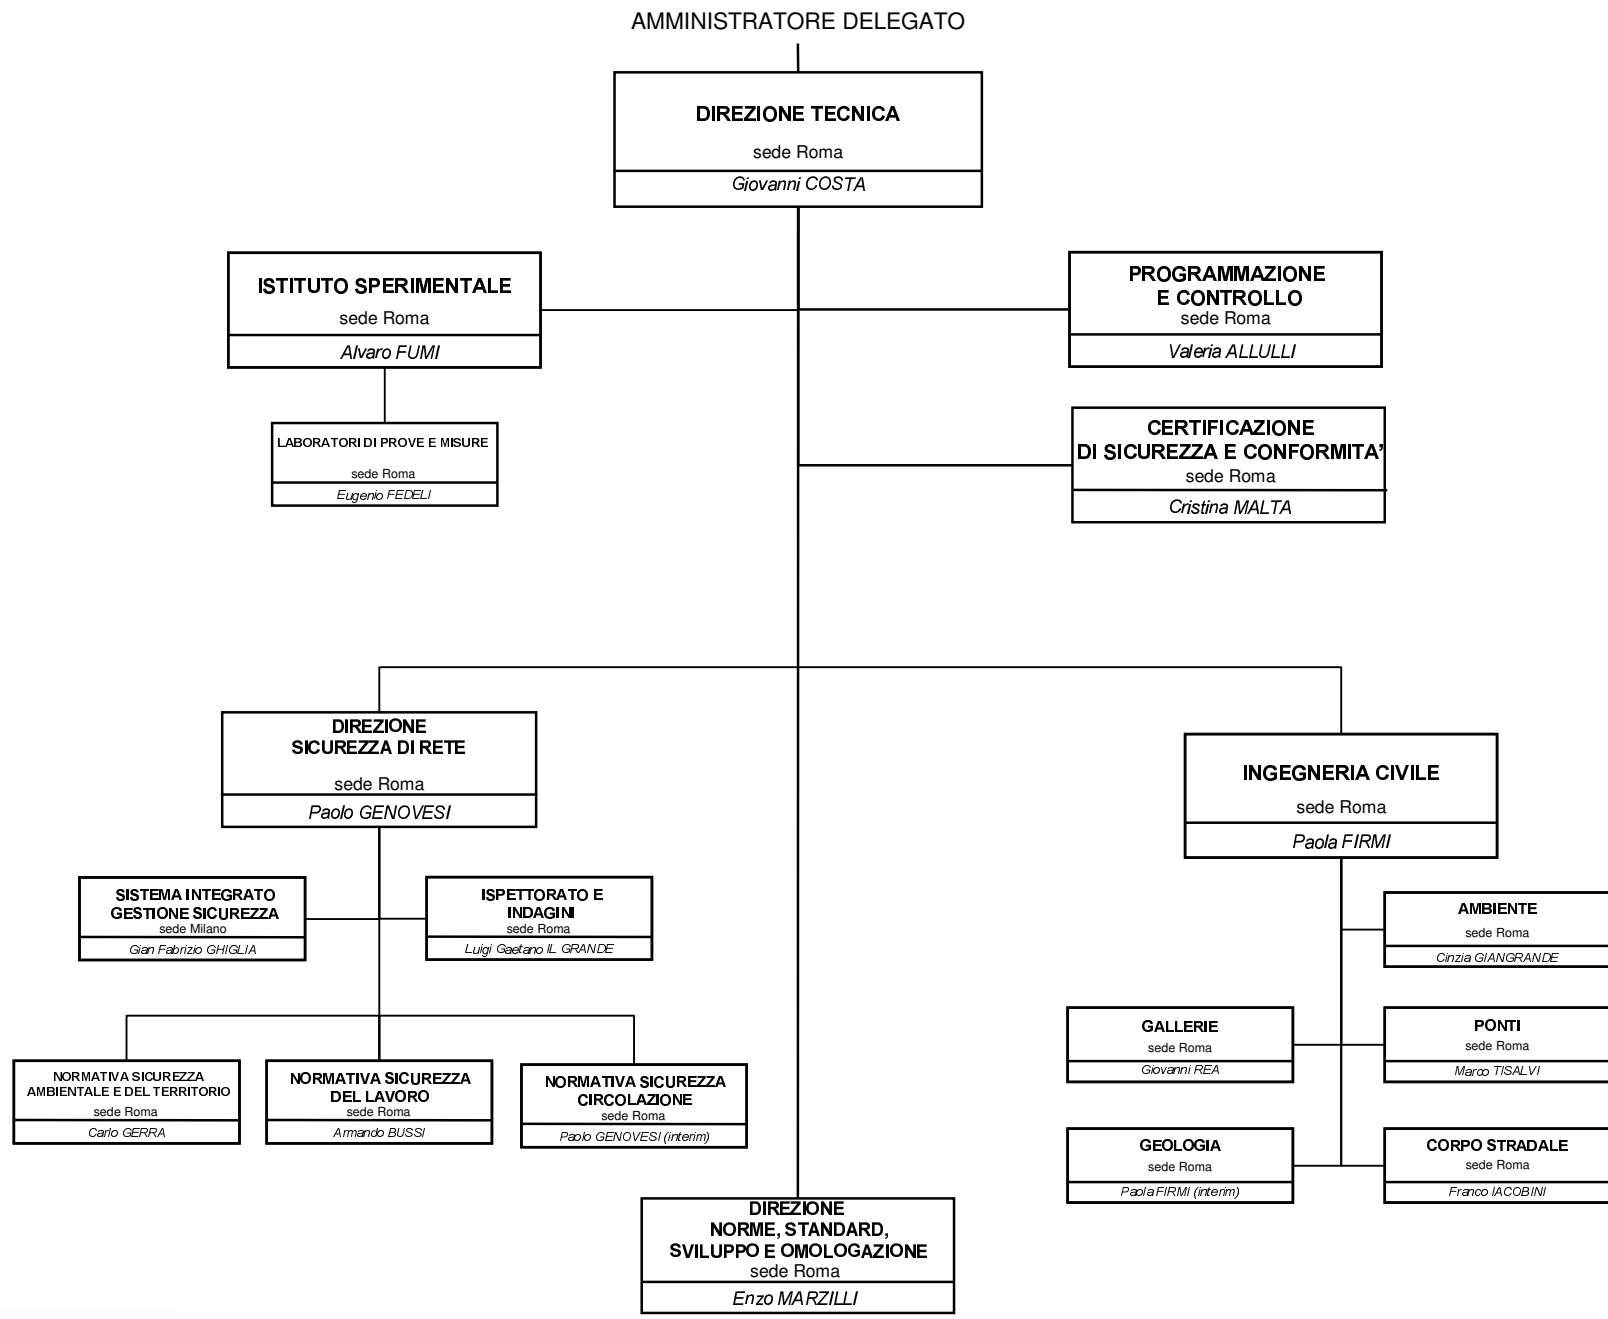 AMMINISTRATORE DELEGATO
DIREZIONE TECNICA
sede Roma
Giovanni COSTA
ISTITUTO SPERIMENTALE
sede Roma
Alvaro FUMI
PROGRAMMAZIONE
E CONTROLLO
sede Roma
Valeria ALLULLI
LABORATORI DI PROVE E MISURE
sede Roma
Eugenio FEDELI
CERTIFICAZIONE
DI SICUREZZA E CONFORMITA'
sede Roma
Cristina MALTA
DIREZIONE
SICUREZZA DI RETE
sede Roma
Paolo GENOVESI
INGEGNERIA CIVILE
sede Roma
Paola FIRMI
SISTEMA INTEGRATO
GESTIONE SICUREZZA
sede Milano
Gian Fabrizio GHIGLIA
ISPETTORATO E
INDAGINI
sede Roma
Luigi Gaetano IL GRANDE
AMBIENTE
sede Roma
Cinzia GIANGRANDE
GALLERIE
sede Roma
Giovanni REA
PONTI
sede Roma
Marco TISALVI
NORMATIVA SICUREZZA
AMBIENTALE E DEL TERRITORIO
sede Roma
Carlo GERRA
NORMATIVA SICUREZZA
DEL LAVORO
sede Roma
Armando BUSSI
NORMATIVA SICUREZZA
CIRCOLAZIONE
sede Roma
Paolo GENOVESI (interim)
GEOLOGIA
sede Roma
Paola FIRMI (interim)
CORPO STRADALE
sede Roma
Franco IACOBINI
DIREZIONE
NORME, STANDARD,
SVILUPPO E OMOLOGAZIONE
sede Roma
Enzo MARZILLI